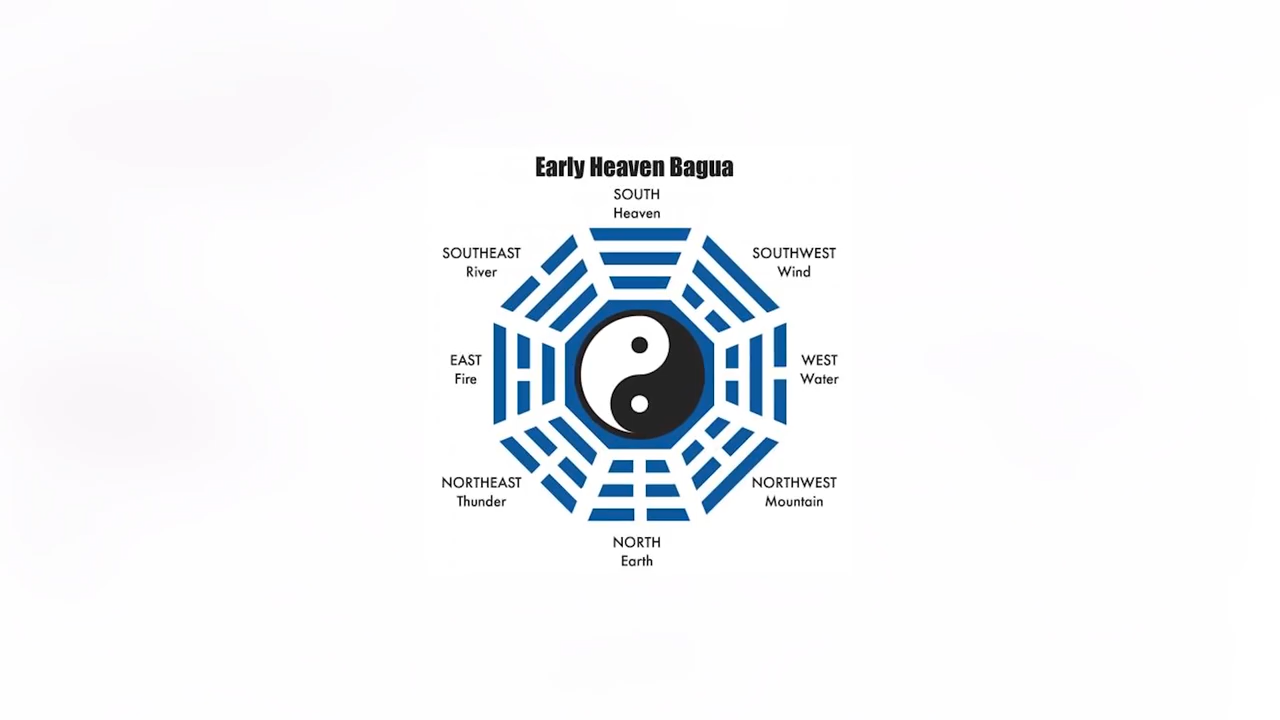 Early Heaven Bagua
SOUTH
Heaven
SOUTHEAST
River
SOUTHWEST
Wind
EAST
Fire
WEST
Water
NORTHEAST
Thunder
NORTHWEST
Mountain
NORTH
Earth